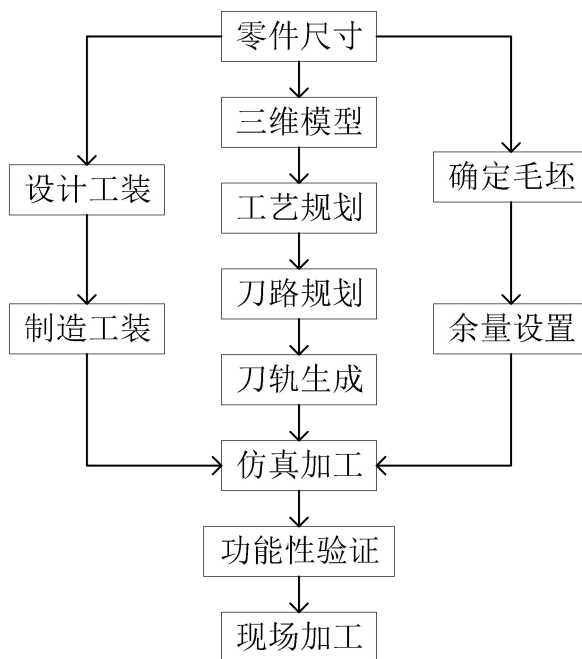 零件尺寸
三维模型
设计工装
确定毛坯
工艺规划
刀路规划
制造工装
余量设置
刀轨生成
仿真加工
功能性验证
现场加工